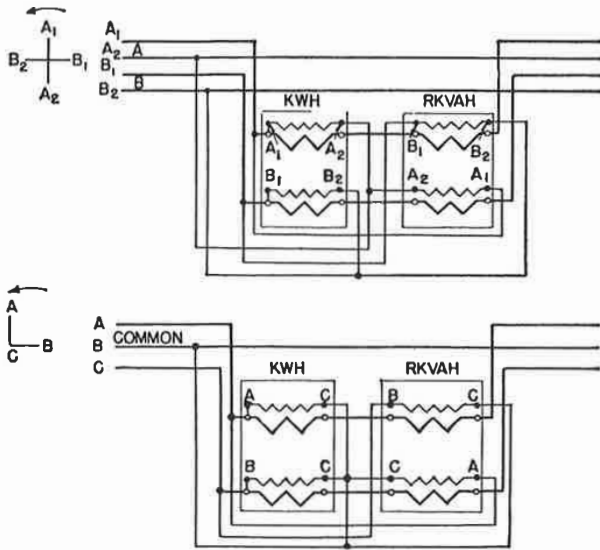 A1
B2 B1
A2
A1
A2 A
B1
B2 B
KWH RKVAH
A1 A2 B1 B2
B1 B2 A2 A1
A
C B
A
B COMMON
C
KWH RKVAH
A C B C
B C C A